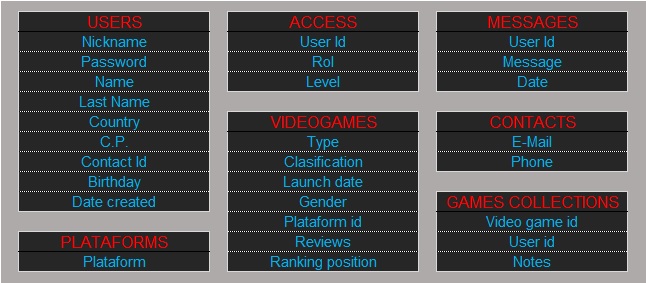 USERS
Nickname
Password
Name
Last Name
Country
C.P.
Contact Id
Birthday
Date created
PLATAFORMS
Plataform
ACCESS
User Id
Rol
Level
VIDEOGAMES
Type
Clasification
Launch date
Gender
Plataform id
Reviews
Ranking position
MESSAGES
User Id
Message
Date
CONTACTS
E-Mail
Phone
GAMES COLLECTIONS
Video game id
User id
Notes